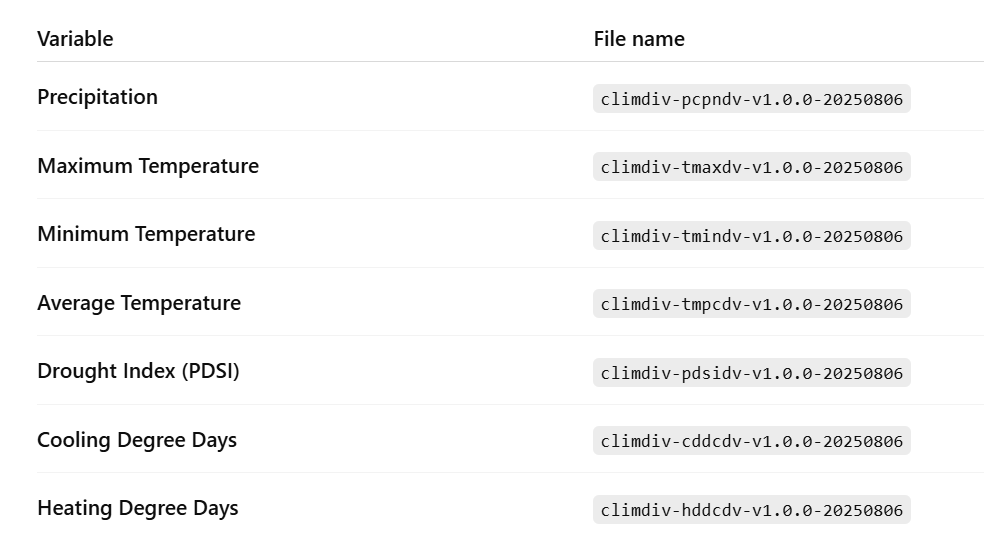 Variable File name
Precipitation climdiv-pcpndv-v1.0.0-20250806
Maximum Temperature climdiv-tmaxdv-v1.0.0-20250806
Minimum Temperature climdiv-tmindv-v1.0.0-20250806
Average Temperature climdiv-tmpcdv-v1.0.0-20250806
Drought Index (PDSI) climdiv-pdsidv-v1.0.0-20250806
Cooling Degree Days climdiv-cddcdv-v1.0.0-20250806
Heating Degree Days climdiv-hddcdv-v1.0.0-20250806